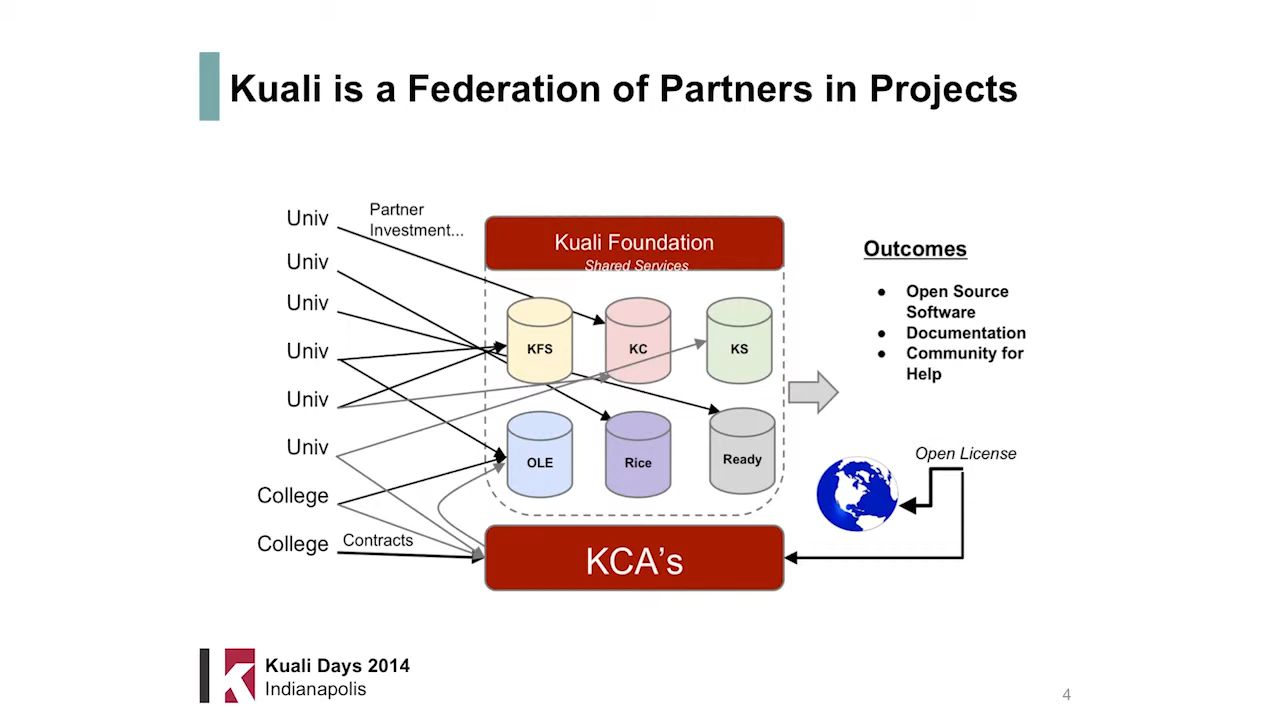 Kuali is a Federation of Partners in Projects
Univ
Univ
Univ
Univ
Univ
Univ
College
College
Partner
Investment...
Contracts
Kuali Foundation
Shared Services
KFS
KC
KS
OLE
Rice
Ready
KCA's
Outcomes
● Open Source
Software
● Documentation
● Community for
Help
Open License
Kuali Days 2014
Indianapolis
4